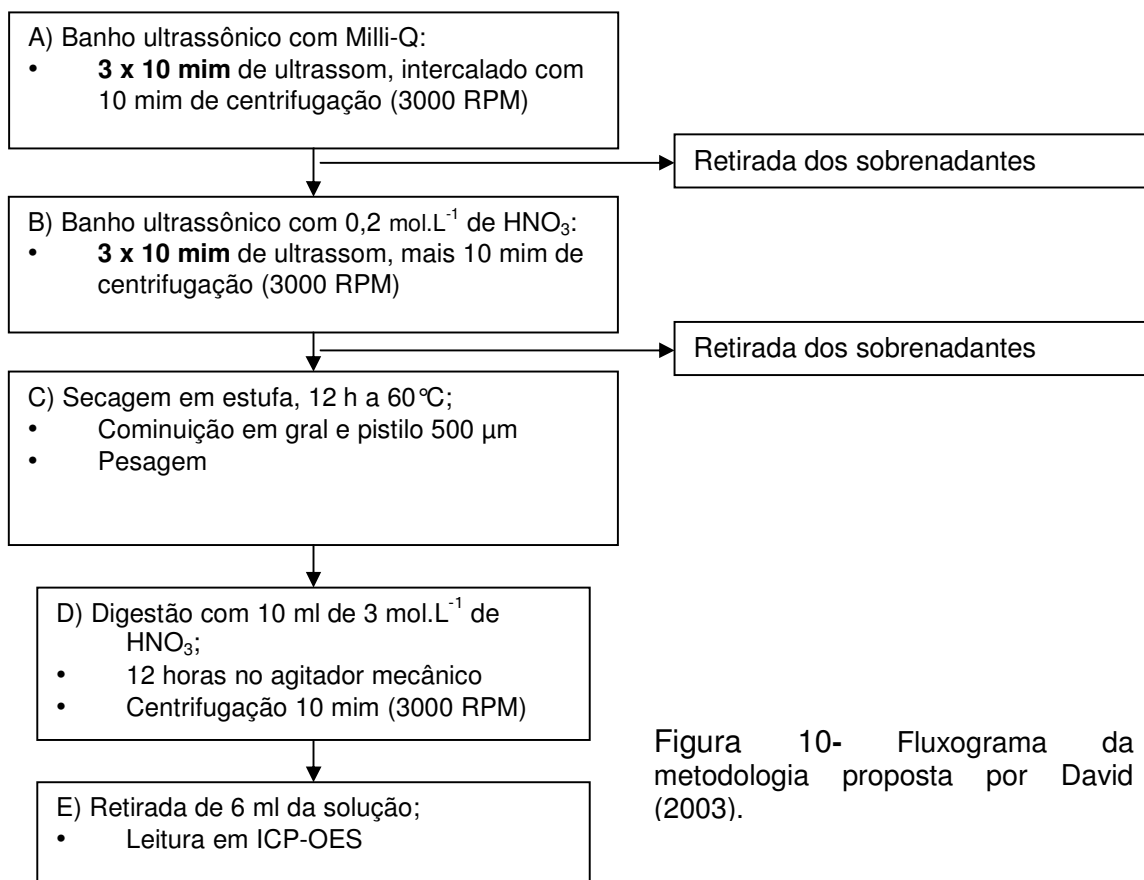 A) Banho ultrassônico com Milli-Q:
• 3 x 10 mim de ultrassom, intercalado com
10 mim de centrifugação (3000 RPM)
Retirada dos sobrenadantes
B) Banho ultrassônico com 0,2 mol.L⁻¹ de HNO₃:
• 3 x 10 mim de ultrassom, mais 10 mim de
centrifugação (3000 RPM)
Retirada dos sobrenadantes
C) Secagem em estufa, 12 h a 60°C;
• Cominuição em gral e pistilo 500 µm
• Pesagem
D) Digestão com 10 ml de 3 mol.L⁻¹ de
HNO₃;
• 12 horas no agitador mecânico
• Centrifugação 10 mim (3000 RPM)
E) Retirada de 6 ml da solução;
• Leitura em ICP-OES
Figura 10- Fluxograma da
metodologia proposta por David
(2003).